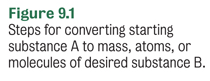 Figure 9.1
Steps for converting starting
substance A to mass, atoms, or
molecules of desired substance B.